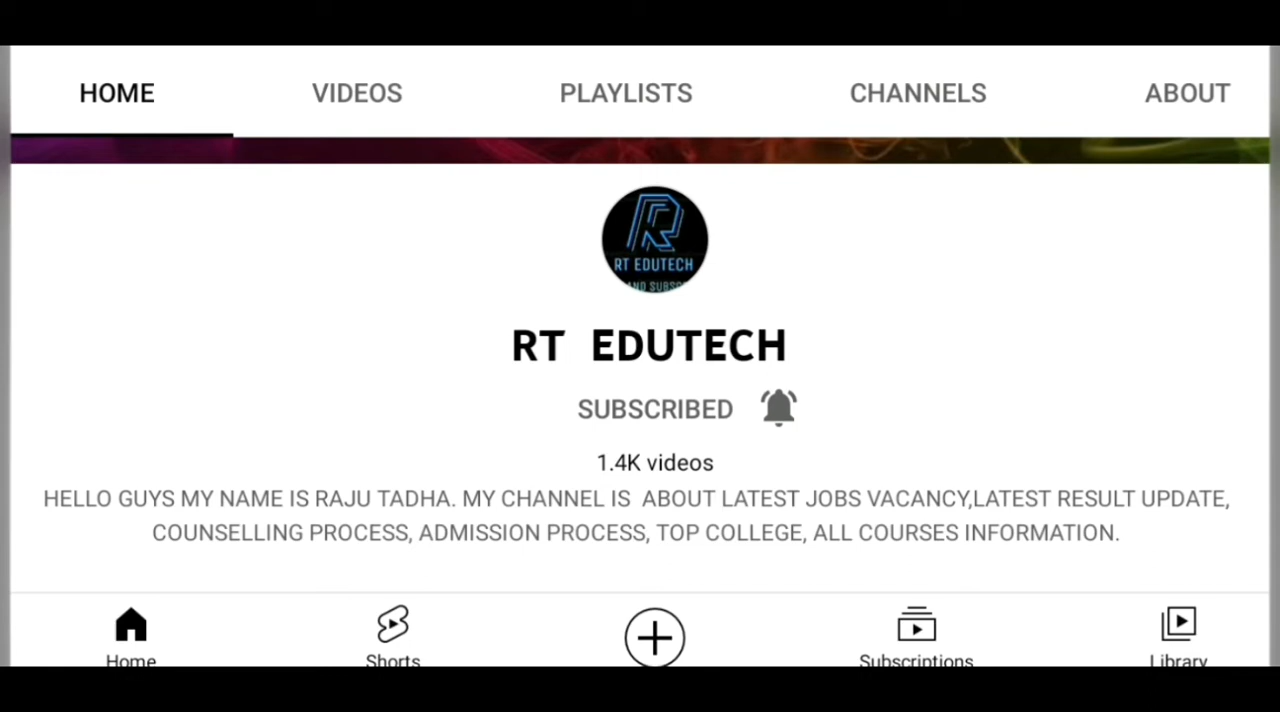 HOME VIDEOS PLAYLISTS CHANNELS ABOUT
RT EDUTECH
AND
RT EDUTECH
SUBSCRIBED
1.4K videos
HELLO GUYS MY NAME IS RAJU TADHA. MY CHANNEL IS ABOUT LATEST JOBS VACANCY,LATEST RESULT UPDATE,
COUNSELLING PROCESS, ADMISSION PROCESS, TOP COLLEGE, ALL COURSES INFORMATION.
Home Shorts Subscriptions Library